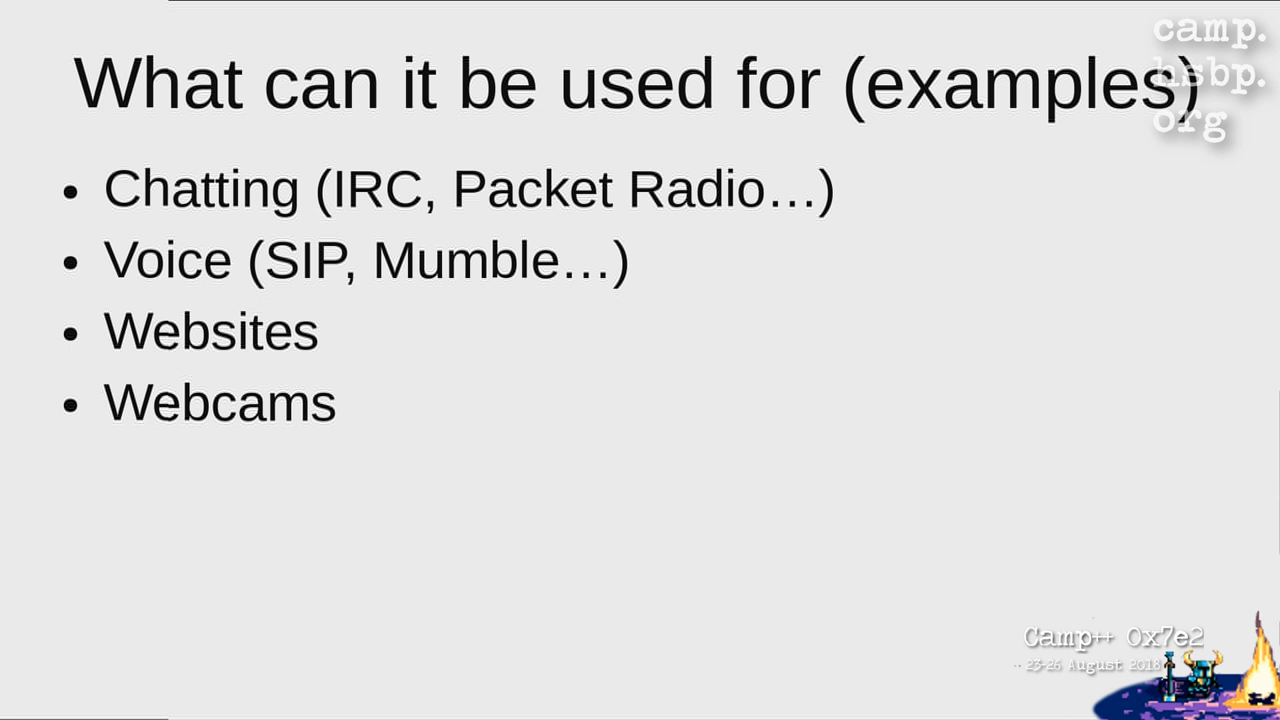 What can it be used for (examples)
camp.
hsbp.
org
• Chatting (IRC, Packet Radio…)
• Voice (SIP, Mumble…)
• Websites
• Webcams
Camp++ 0x7e2
23-26 August 2018